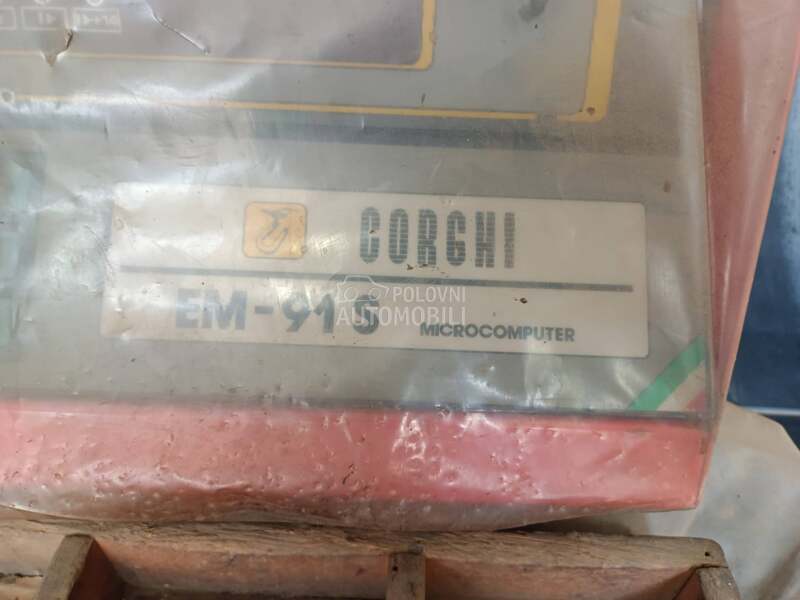 CORGHI
EM-91 S
POLOVNI
AUTOMOBILI
MICROCOMPUTER